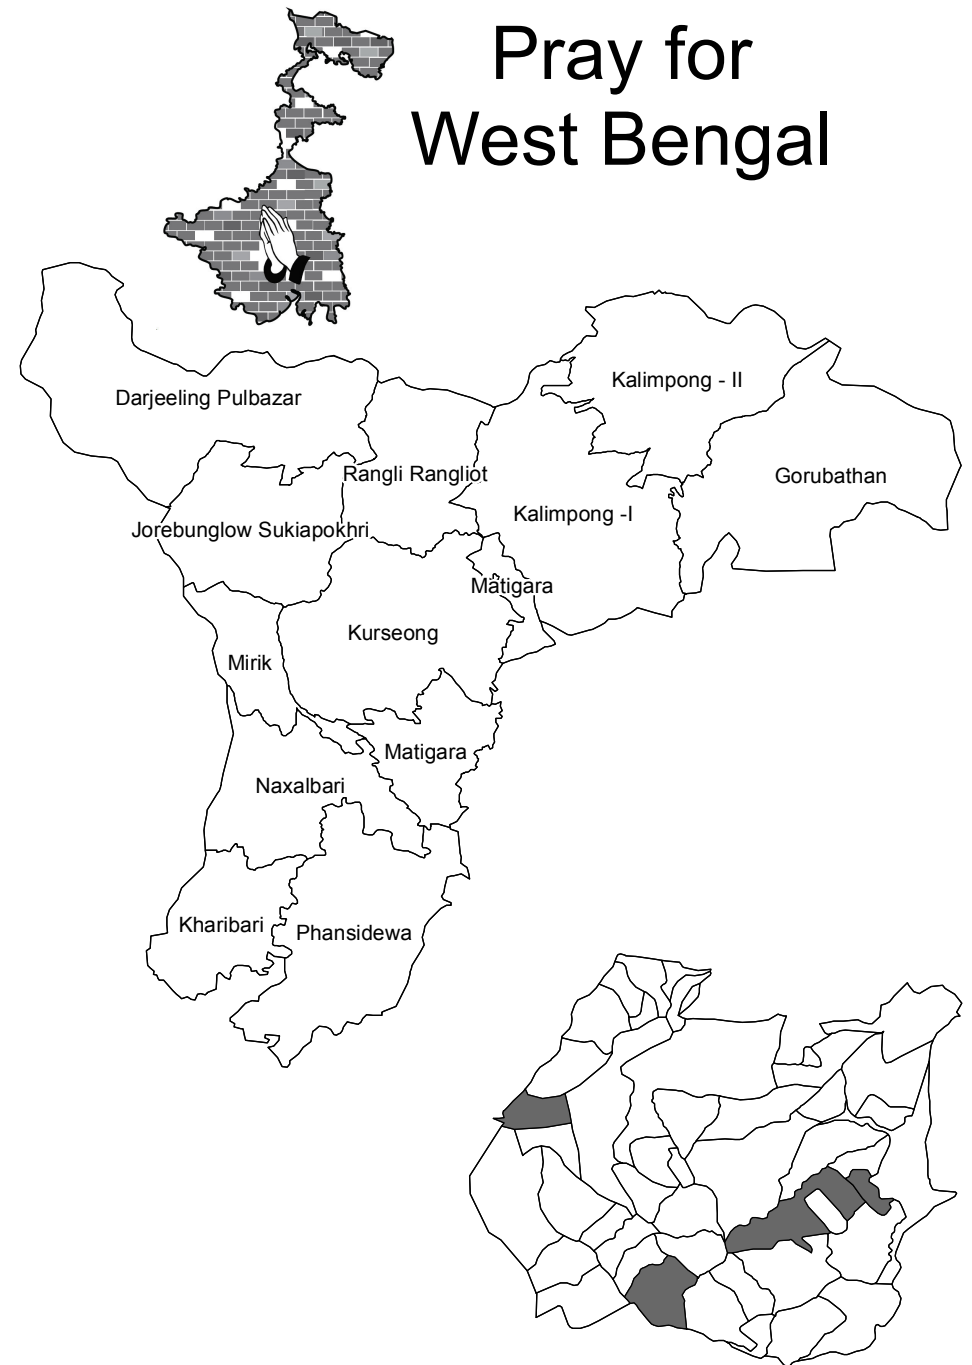 Pray for
West Bengal
Kalimpong - II
Darjeeling Pulbazar
Rangli Rangliot
Gorubathan
Kalimpong -I
Jorebunglow Sukiapokhri
Matigara
Kurseong
Mirik
Matigara
Naxalbari
Kharibari
Phansidewa